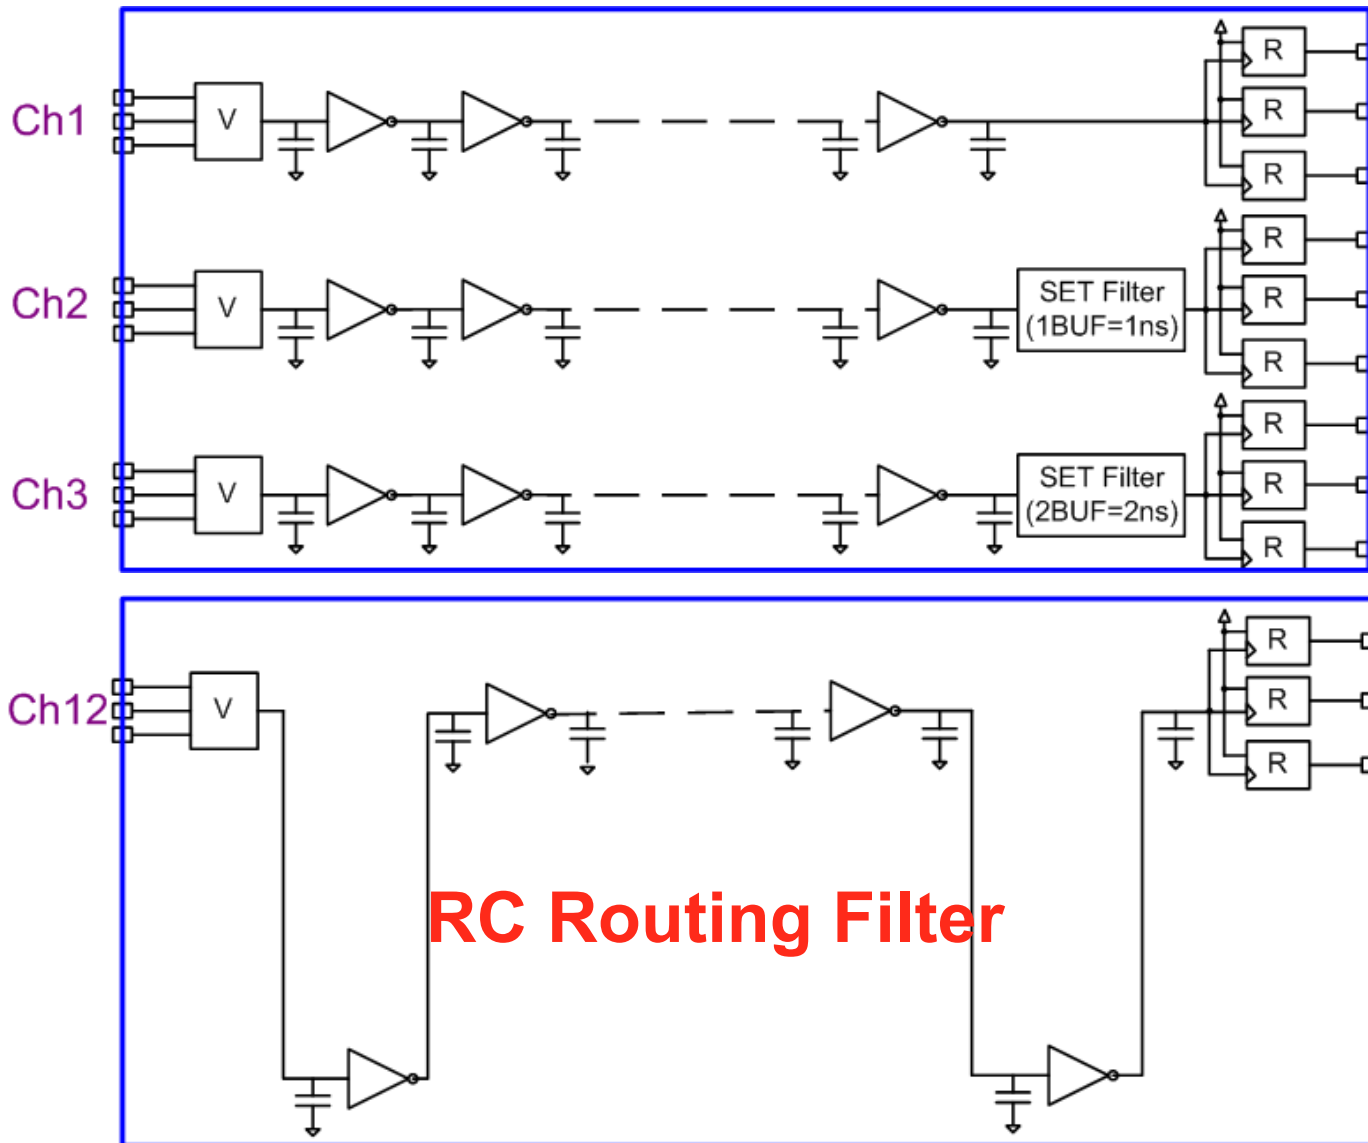 Ch1
V
R
R
R
Ch2
V
SET Filter
(1BUF=1ns)
R
R
R
Ch3
V
SET Filter
(2BUF=2ns)
R
R
R
Ch12
V
R
R
R
RC Routing Filter